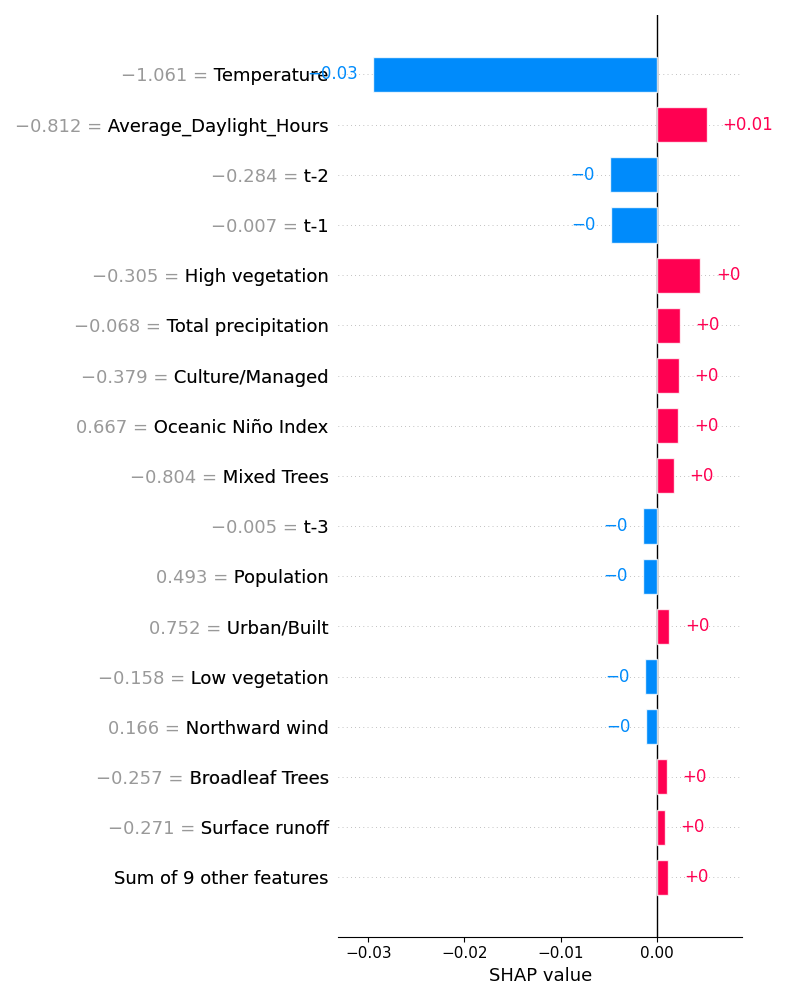 −1.061 = Temperature −0.03
−0.812 = Average_Daylight_Hours +0.01
−0.284 = t-2 −0
−0.007 = t-1 −0
−0.305 = High vegetation +0
−0.068 = Total precipitation +0
−0.379 = Culture/Managed +0
0.667 = Oceanic Niño Index +0
−0.804 = Mixed Trees +0
−0.005 = t-3 −0
0.493 = Population −0
0.752 = Urban/Built +0
−0.158 = Low vegetation −0
0.166 = Northward wind −0
−0.257 = Broadleaf Trees +0
−0.271 = Surface runoff +0
Sum of 9 other features +0
−0.03 −0.02 −0.01 0.00
SHAP value